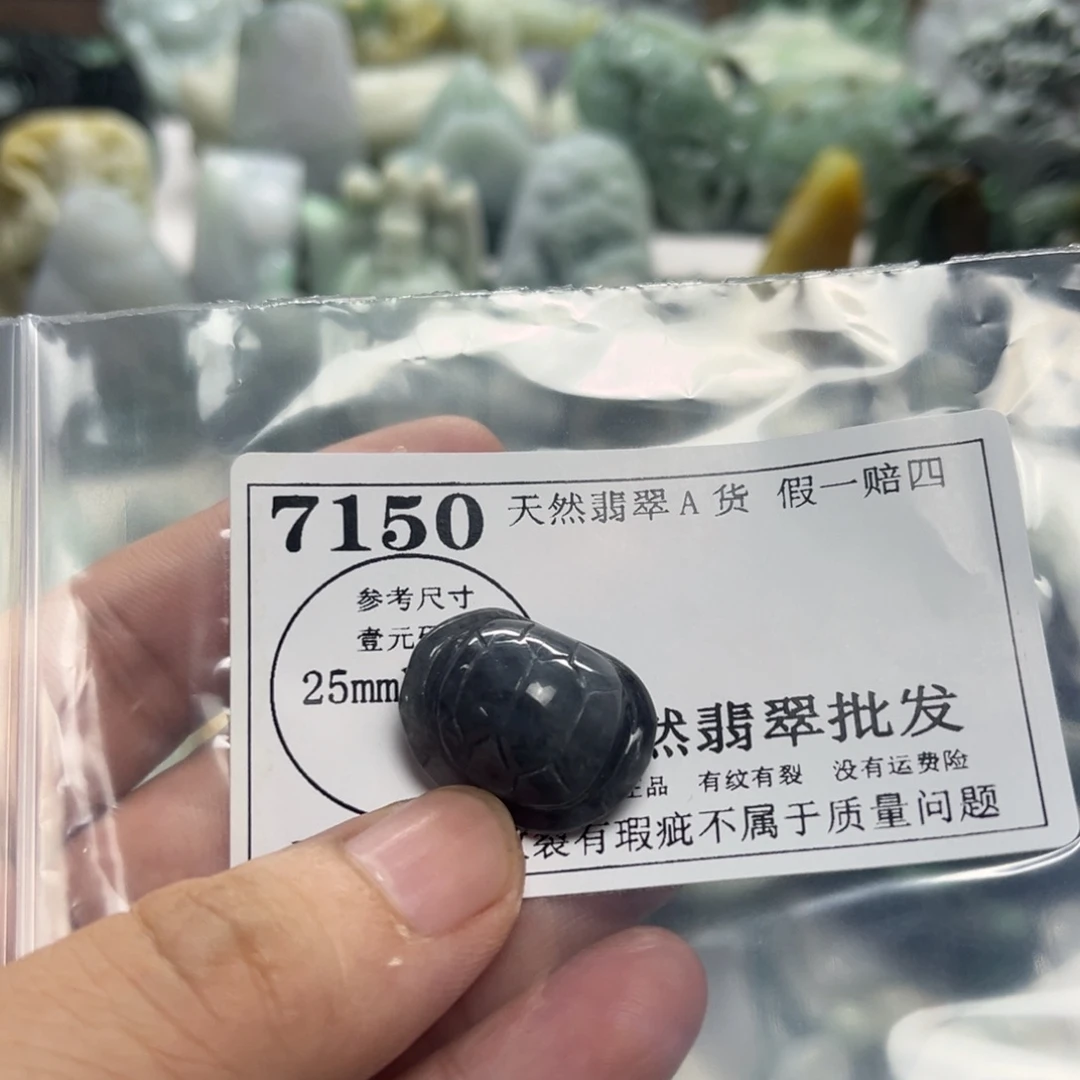 7150 天然翡翠A货 假一赔四
参考尺寸
壹元
25mm
然翡翠批发
品 有纹有裂 没有运费险
裂有瑕疵不属于质量问题